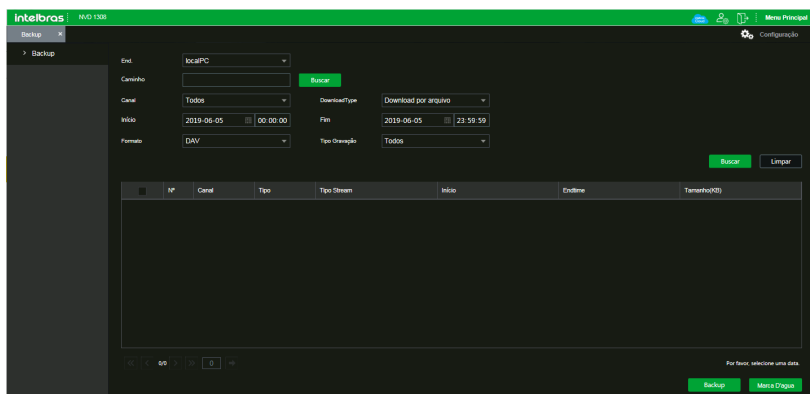 intelbras NVD 1308 Menu Principal
Backup × Configuração
> Backup
End. localPC
Caminho Buscar
Canal Todos DownloadType Download por arquivo
Início 2019-06-05 00:00:00 Fim 2019-06-05 23:59:59
Formato DAV Tipo Gravação Todos
Buscar Limpar
Nº Canal Tipo Tipo Stream Início Endtime Tamanho(KB)
0/0 0 Por favor, selecione uma data.
Backup Marca D'agua